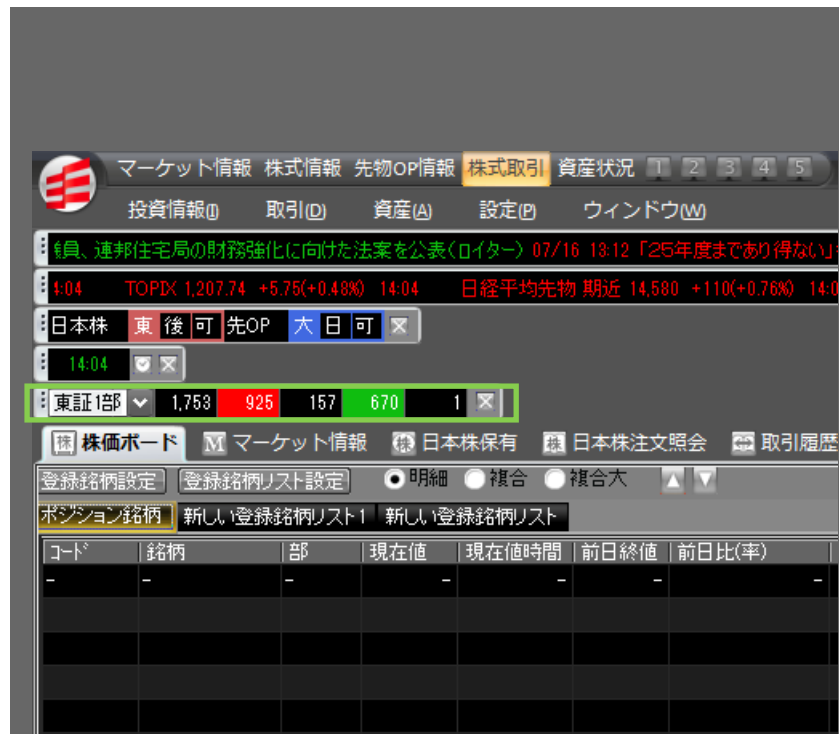 マーケット情報 株式情報 先物OP情報 株式取引 資産状況 1 2 3 4 5
投資情報(I) 取引(D) 資産(A) 設定(P) ウィンドウ(W)
員、連邦住宅局の財務強化に向けた法案を公表(ロイター) 07/16 13:12 「25年度まであり得ない」
4:04 TOPIX 1,207.74 +5.75(+0.48%) 14:04 日経平均先物 期近 14,580 +110(+0.76%) 14:0
日本株 東 後 可 先OP 大 日 可
14:04
東証1部 1,753 925 157 670 1
株 株価ボード M マーケット情報 株 日本株保有 株 日本株注文照会 取引履歴
登録銘柄設定 登録銘柄リスト設定 明細 複合 複合大
ポジション銘柄 新しい登録銘柄リスト1 新しい登録銘柄リスト
コード 銘柄 部 現在値 現在値時間 前日終値 前日比(率)
- - - - - - -